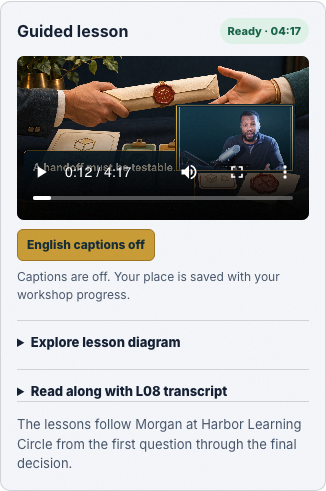 Guided lesson
Ready · 04:17
A handoff must be testable.
0:12 / 4:17
English captions off
Captions are off. Your place is saved with your
workshop progress.
Explore lesson diagram
Read along with L08 transcript
The lessons follow Morgan at Harbor Learning
Circle from the first question through the final
decision.